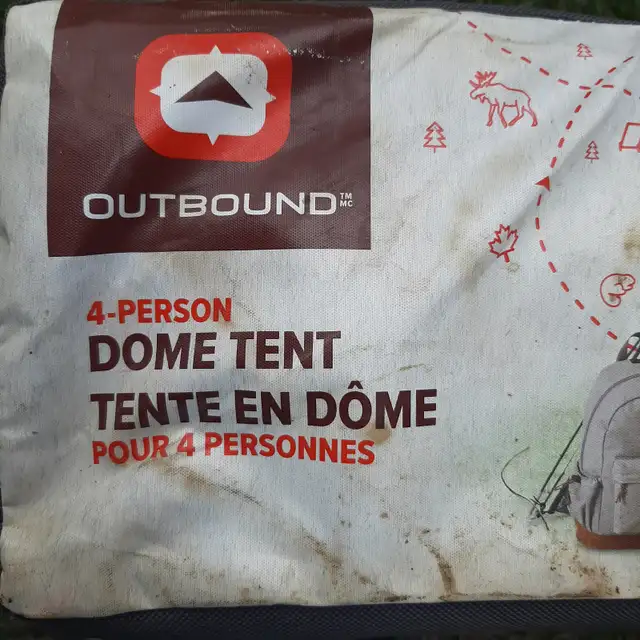 OUTBOUND™ MC
4-PERSON
DOME TENT
TENTE EN DÔME
POUR 4 PERSONNES